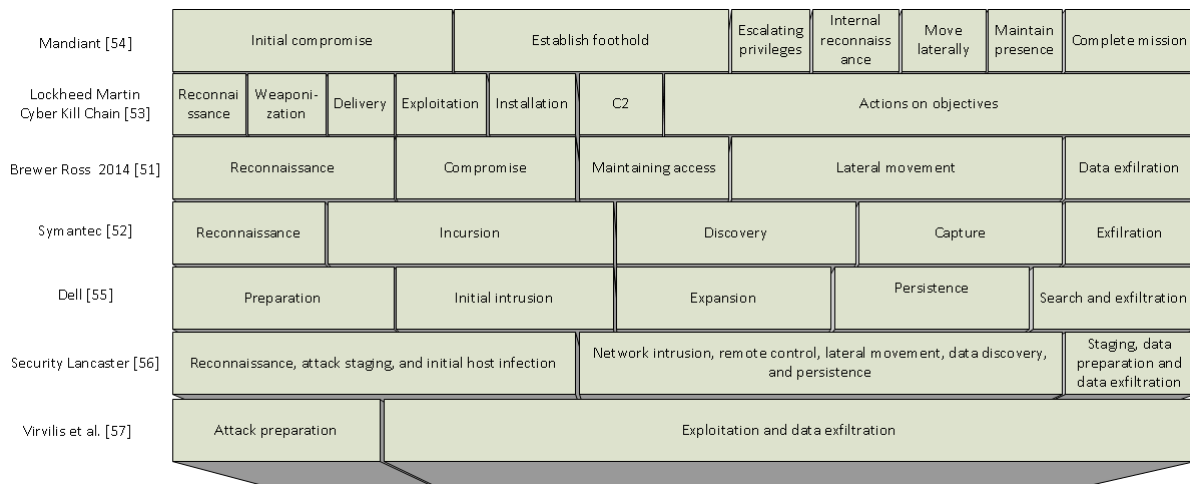 Mandiant [54]
Initial compromise
Establish foothold
Escalating
privileges
Internal
reconnaiss
ance
Move
laterally
Maintain
presence
Complete mission
Lockheed Martin
Cyber Kill Chain [53]
Reconnai
ssance
Weaponi-
zation
Delivery
Exploitation
Installation
C2
Actions on objectives
Brewer Ross 2014 [51]
Reconnaissance
Compromise
Maintaining access
Lateral movement
Data exfilration
Symantec [52]
Reconnaissance
Incursion
Discovery
Capture
Exfilration
Dell [55]
Preparation
Initial intrusion
Expansion
Persistence
Search and exfiltration
Security Lancaster [56]
Reconnaissance, attack staging, and initial host infection
Network intrusion, remote control, lateral movement, data discovery,
and persistence
Staging, data
preparation and
data exfiltration
Virvilis et al. [57]
Attack preparation
Exploitation and data exfiltration